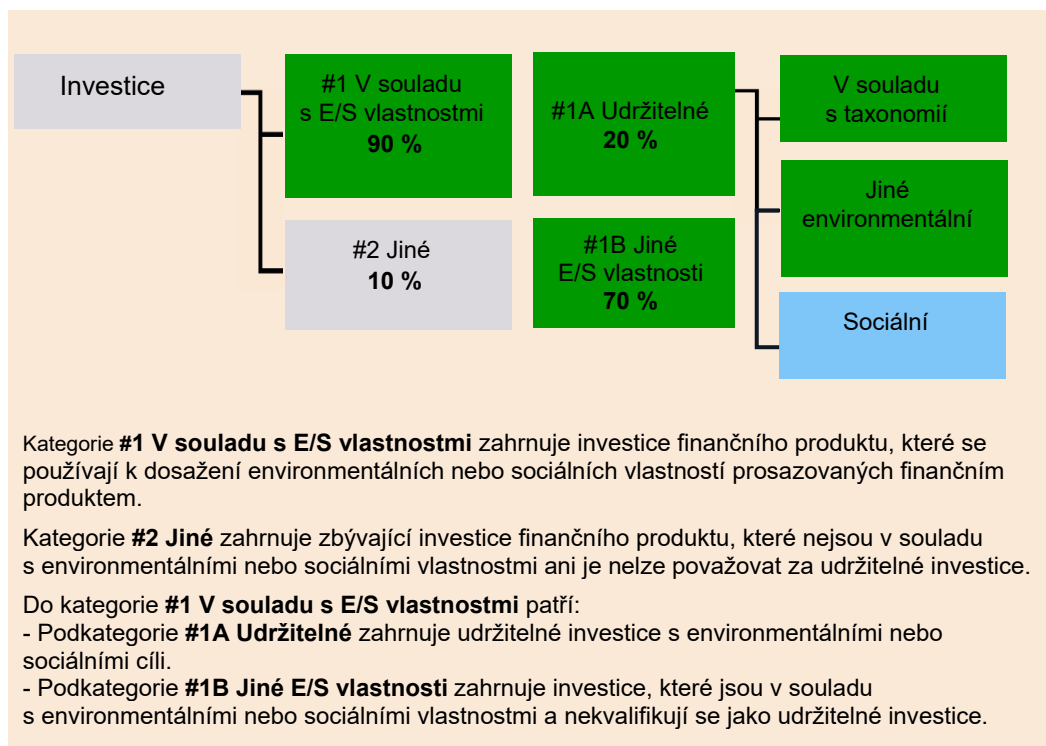 Investice
#1 V souladu
s E/S vlastnostmi
90 %
#2 Jiné
10 %
#1A Udržitelné
20 %
#1B Jiné
E/S vlastnosti
70 %
V souladu
s taxonomií
Jiné
environmentální
Sociální
Kategorie #1 V souladu s E/S vlastnostmi zahrnuje investice finančního produktu, které se
používají k dosažení environmentálních nebo sociálních vlastností prosazovaných finančním
produktem.
Kategorie #2 Jiné zahrnuje zbývající investice finančního produktu, které nejsou v souladu
s environmentálními nebo sociálními vlastnostmi ani je nelze považovat za udržitelné investice.
Do kategorie #1 V souladu s E/S vlastnostmi patří:
- Podkategorie #1A Udržitelné zahrnuje udržitelné investice s environmentálními nebo
sociálními cíli.
- Podkategorie #1B Jiné E/S vlastnosti zahrnuje investice, které jsou v souladu
s environmentálními nebo sociálními vlastnostmi a nekvalifikují se jako udržitelné investice.